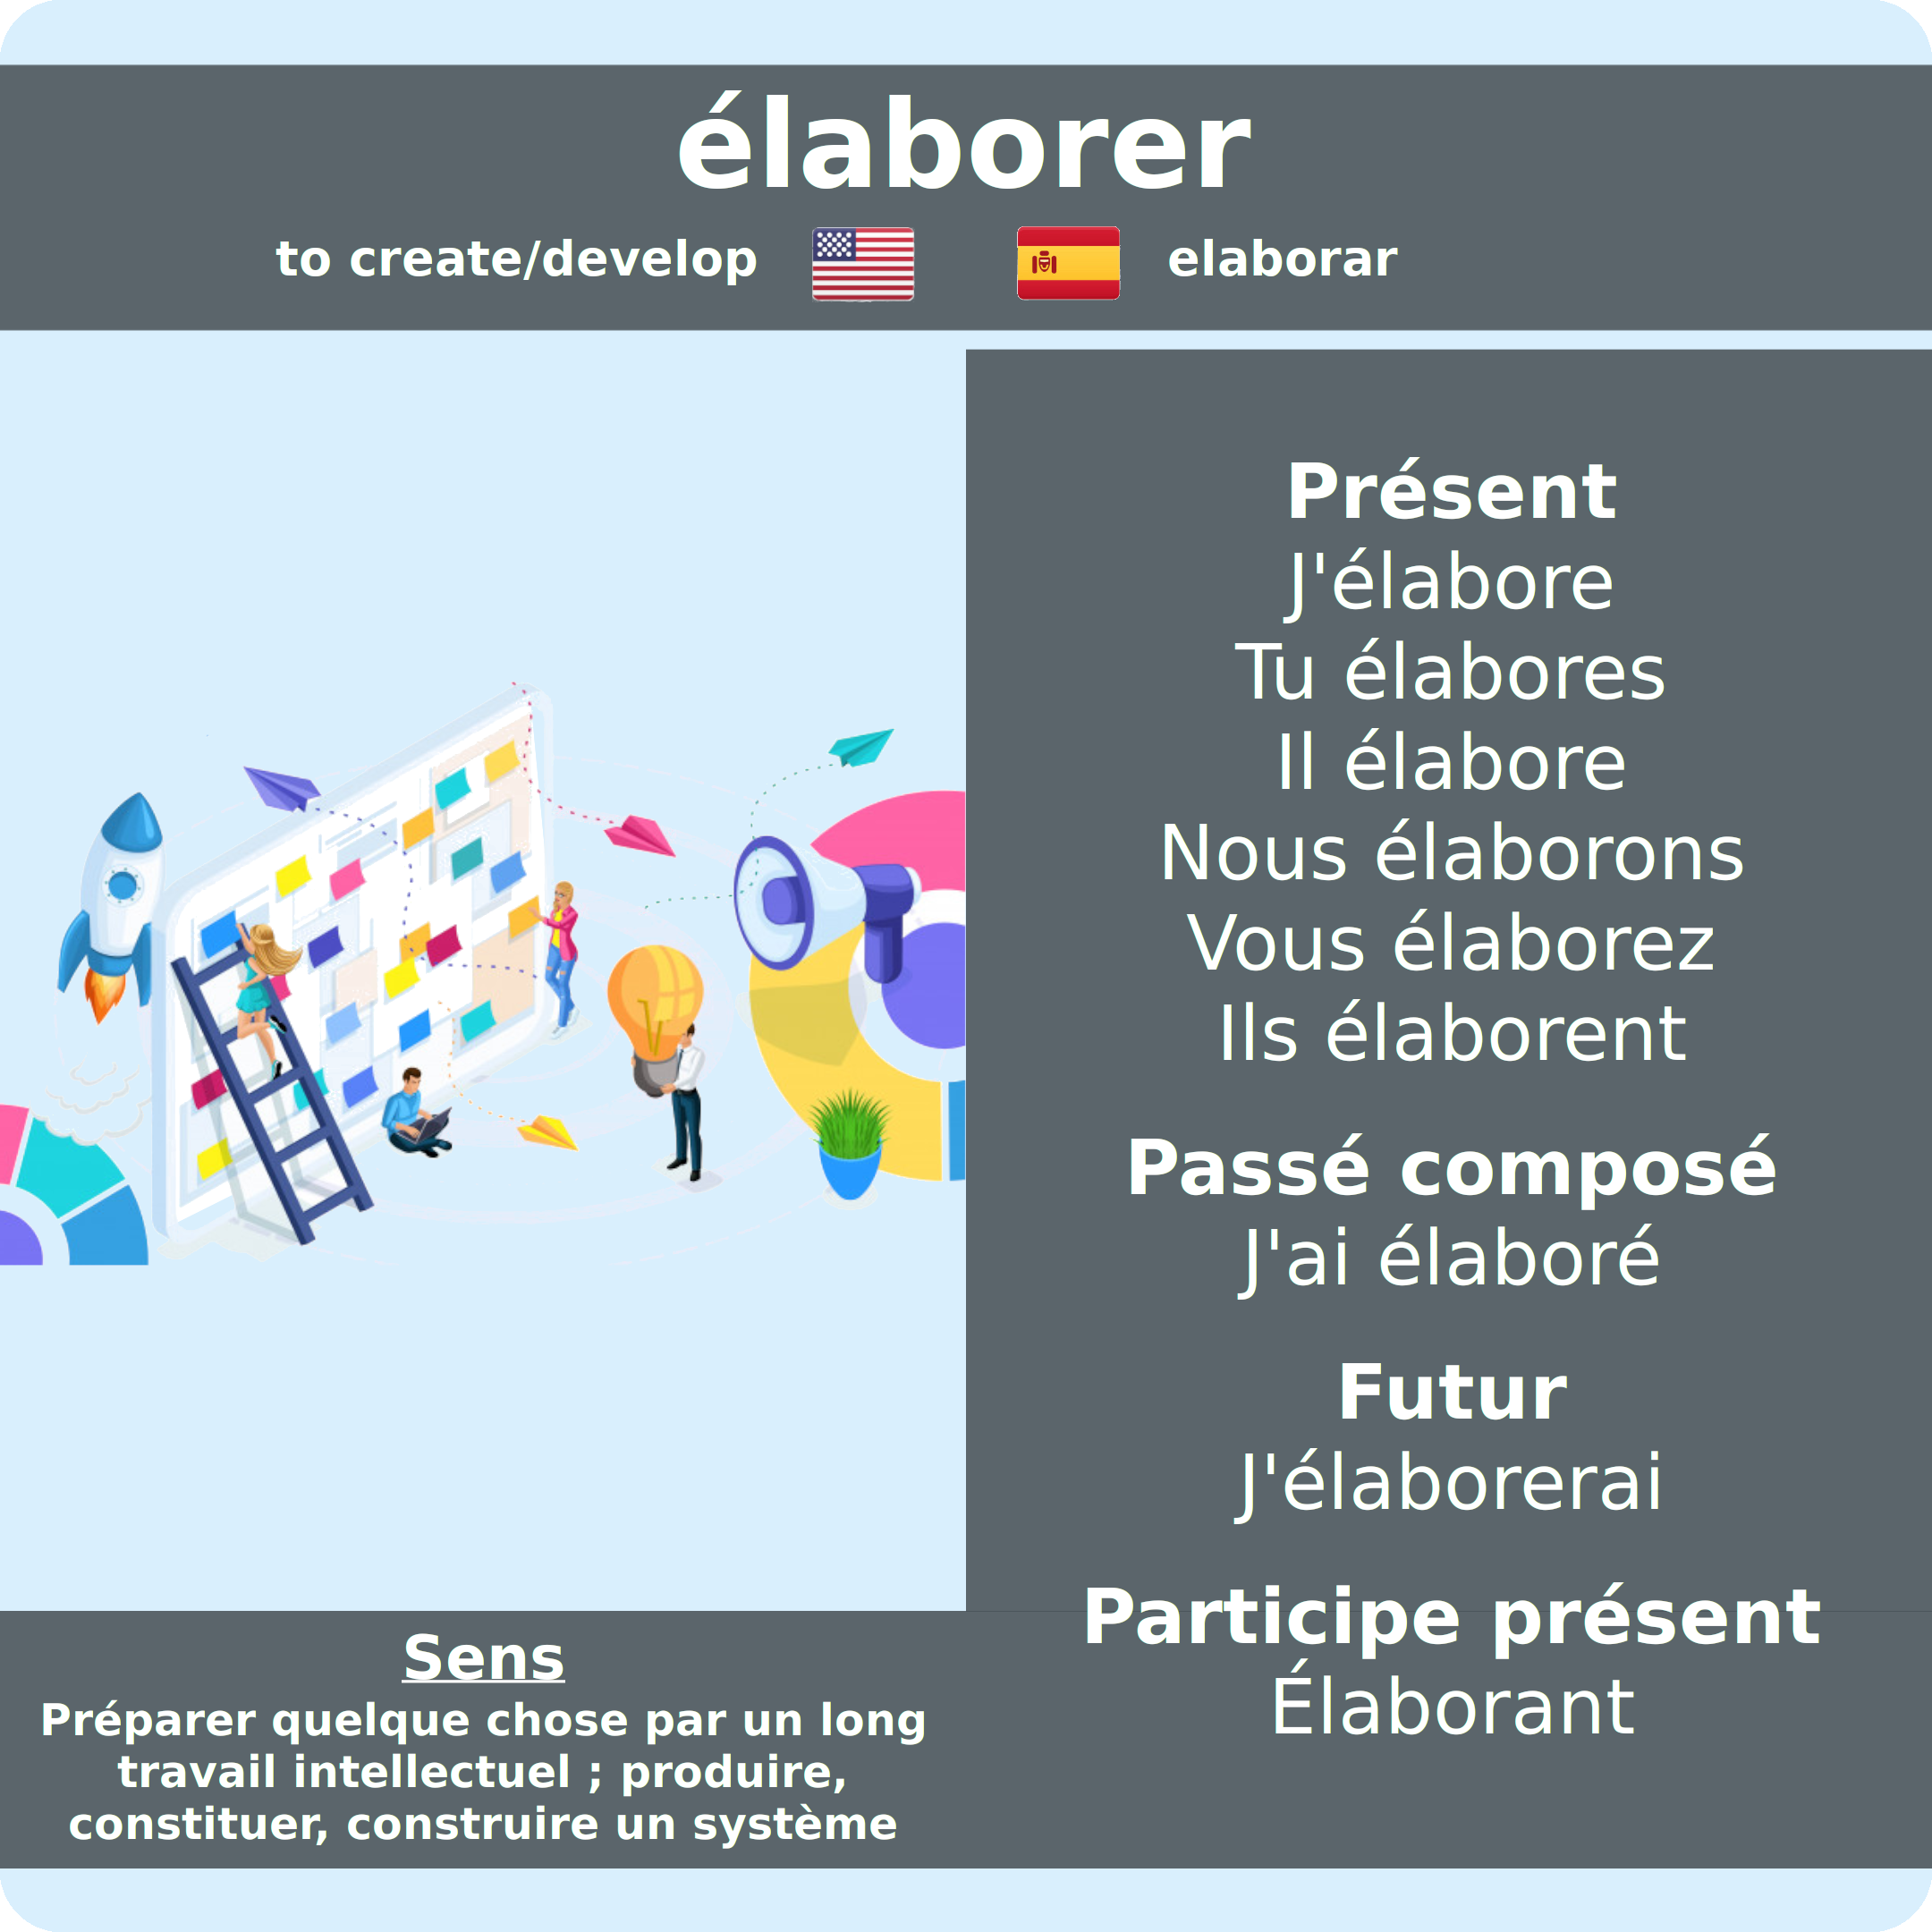 élaborer
to create/develop elaborar
Présent
J'élabore
Tu élabores
Il élabore
Nous élaborons
Vous élaborez
Ils élaborent
Passé composé
J'ai élaboré
Futur
J'élaborerai
Participe présent
Élaborant
Sens
Préparer quelque chose par un long
travail intellectuel ; produire,
constituer, construire un système